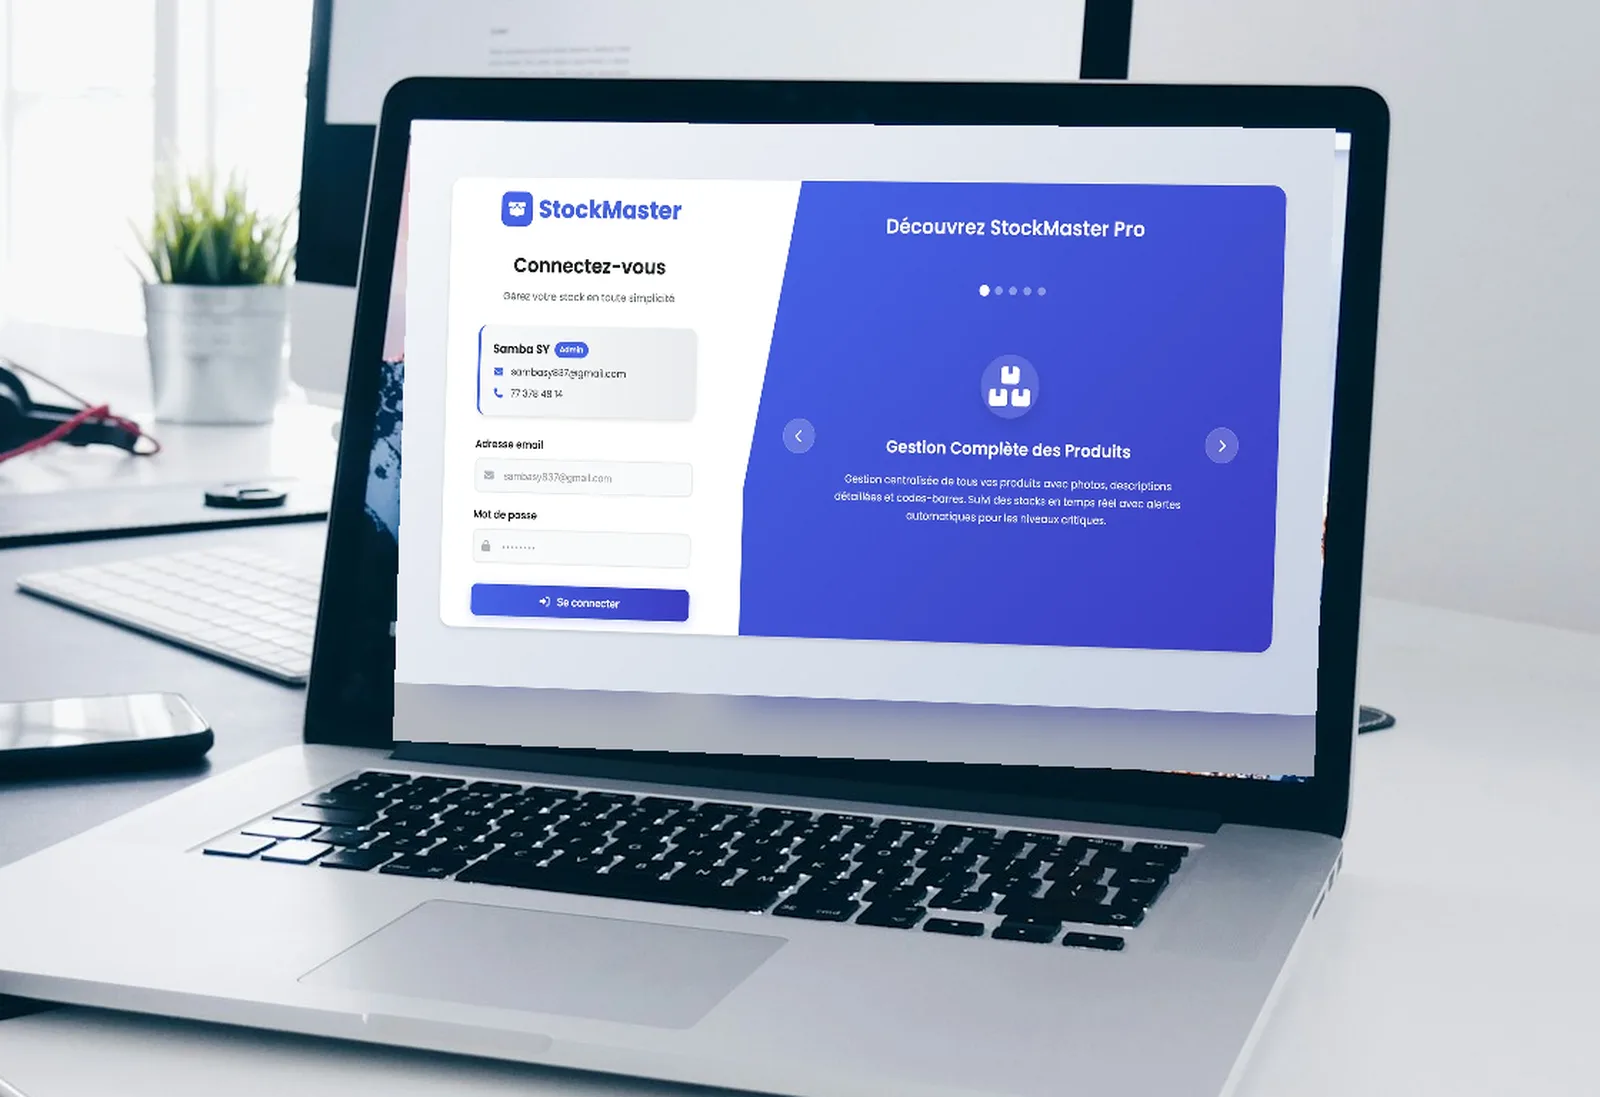 StockMaster
Connectez-vous
Gérez votre stock en toute simplicité
Samba SY Admin
sambasy837@gmail.com
77 378 48 14
Adresse email
sambasy837@gmail.com
Mot de passe
Se connecter
Découvrez StockMaster Pro
Gestion Complète des Produits
Gestion centralisée de tous vos produits avec photos, descriptions
détaillées et codes-barres. Suivi des stocks en temps réel avec alertes
automatiques pour les niveaux critiques.